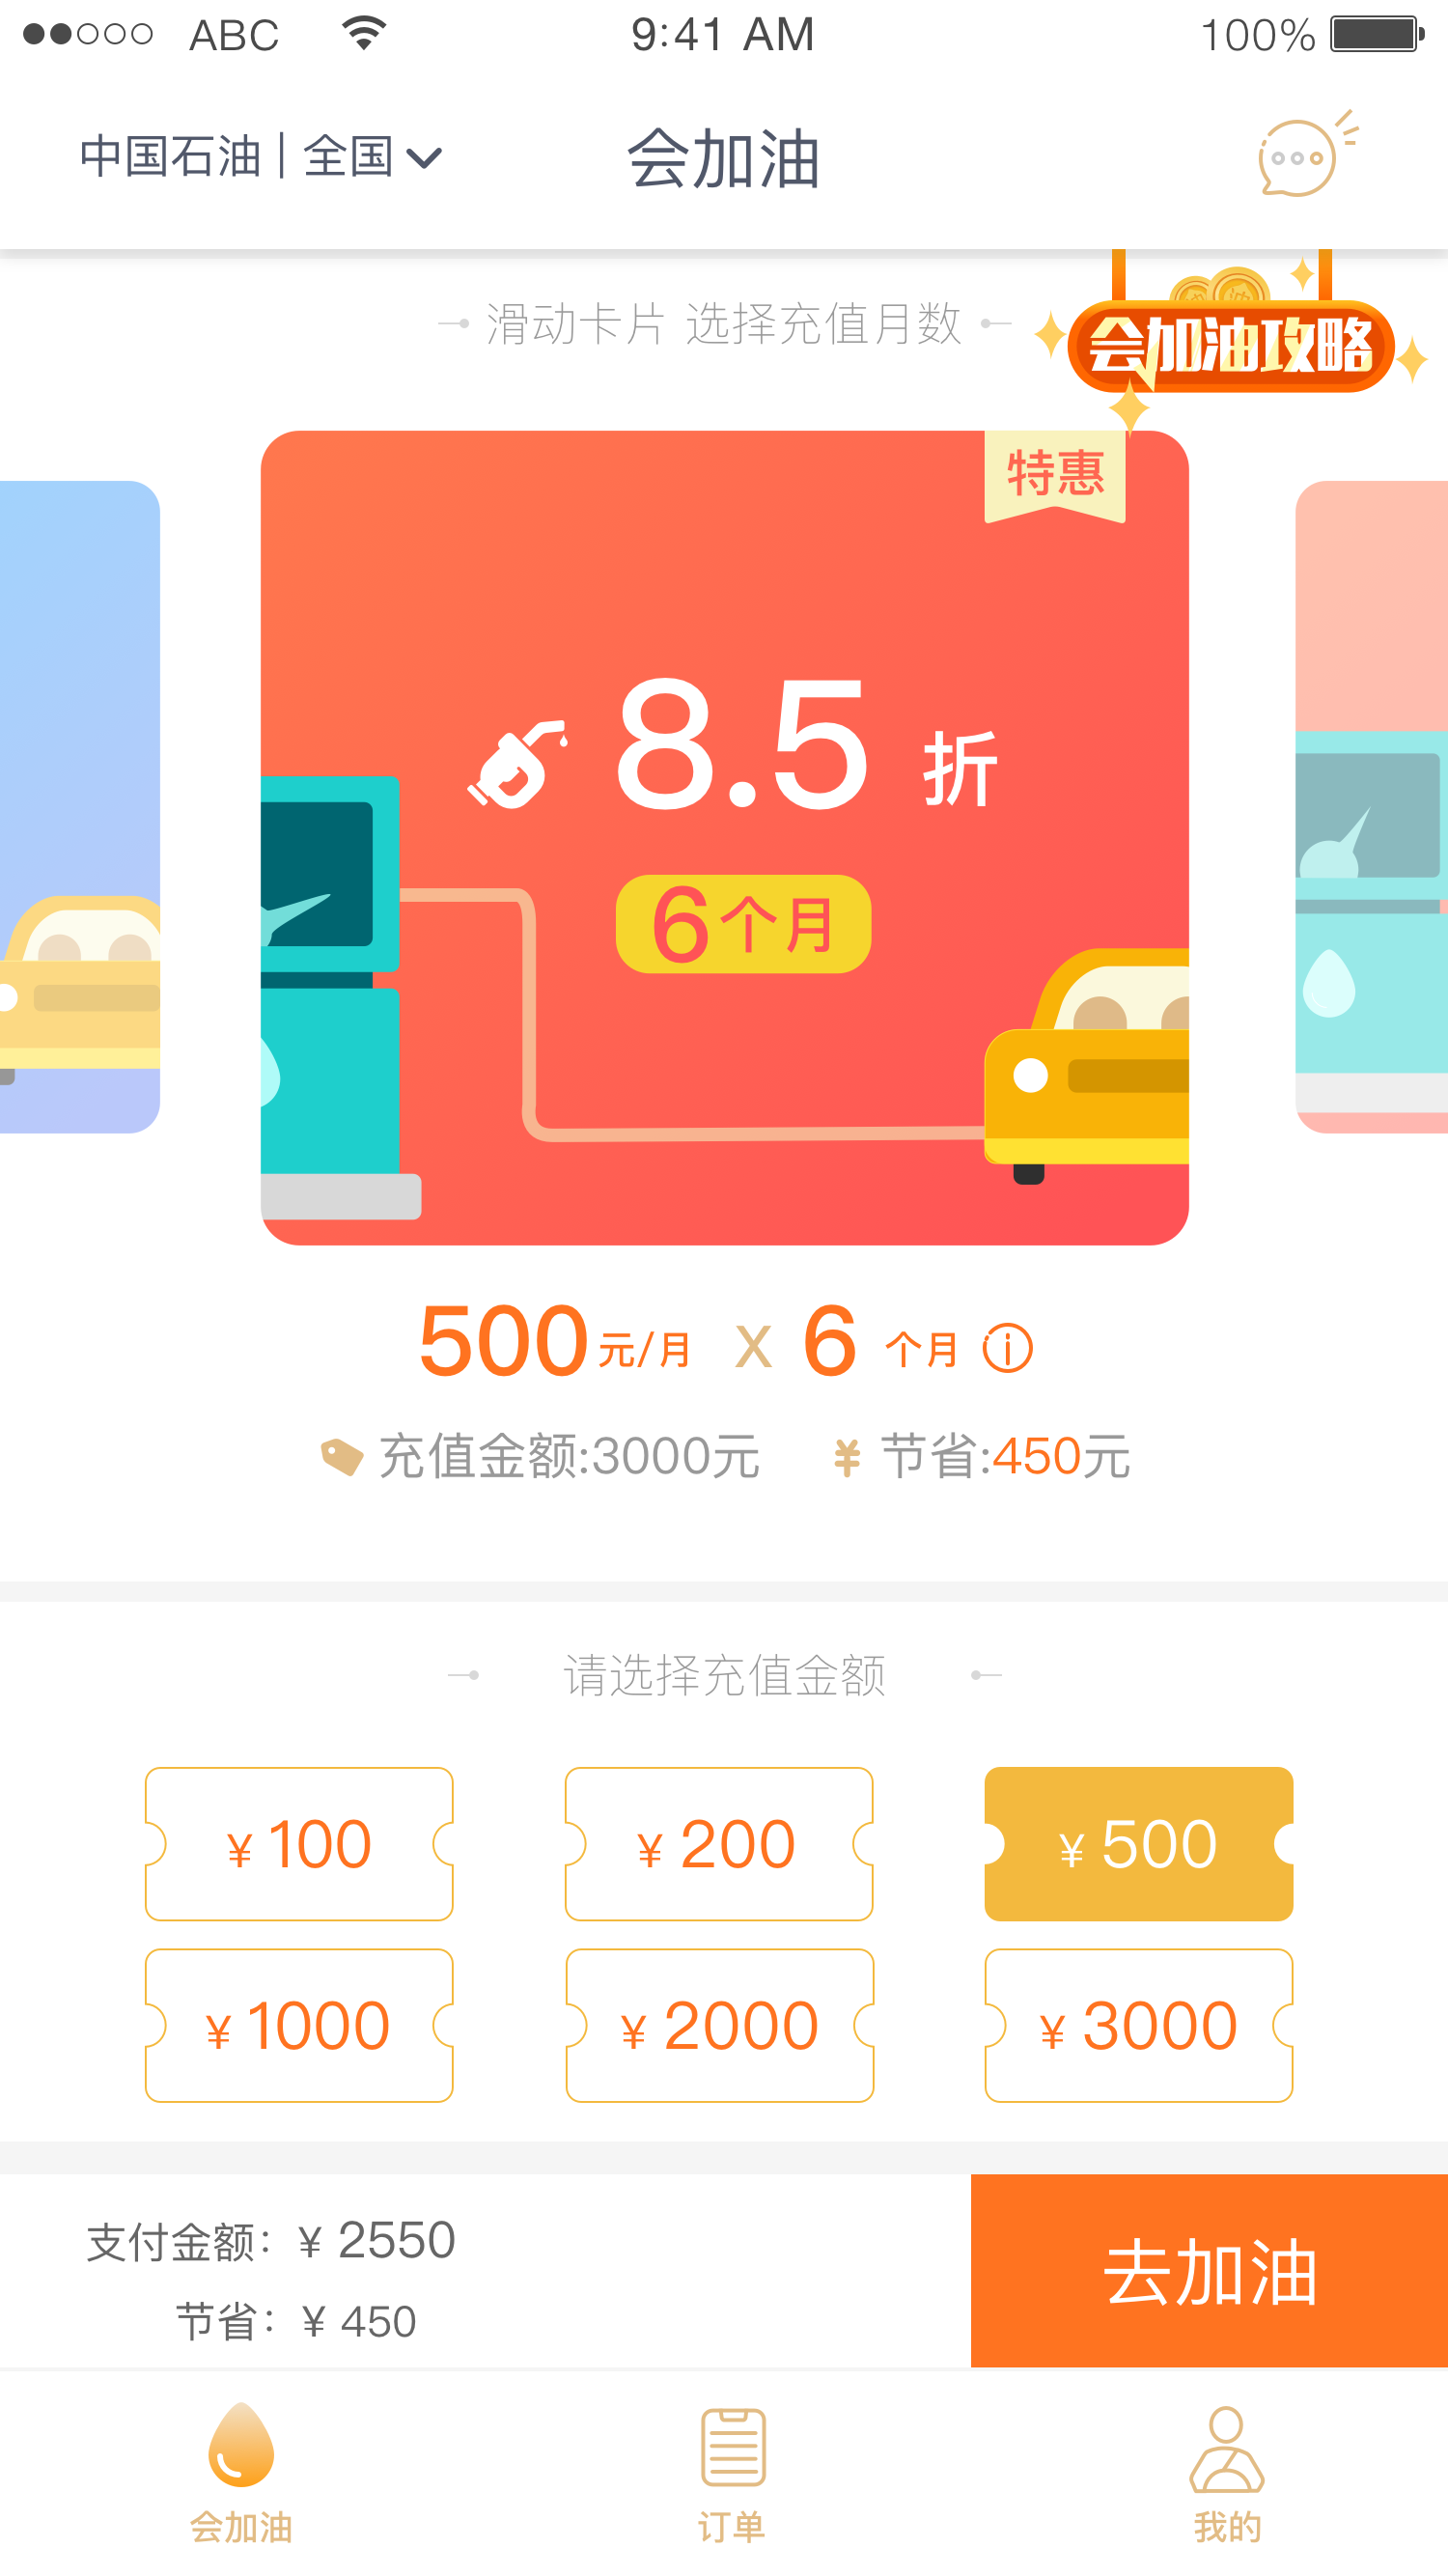 ABC 9:41 AM 100%
中国石油 | 全国 会加油
滑动卡片 选择充值月数
会加油攻略
特惠
8.5 折
6个月
500元/月 x 6 个月
充值金额:3000元 ¥ 节省:450元
请选择充值金额
¥ 100 ¥ 200 ¥ 500
¥ 1000 ¥ 2000 ¥ 3000
支付金额：¥ 2550
节省：¥ 450
去加油
会加油 订单 我的